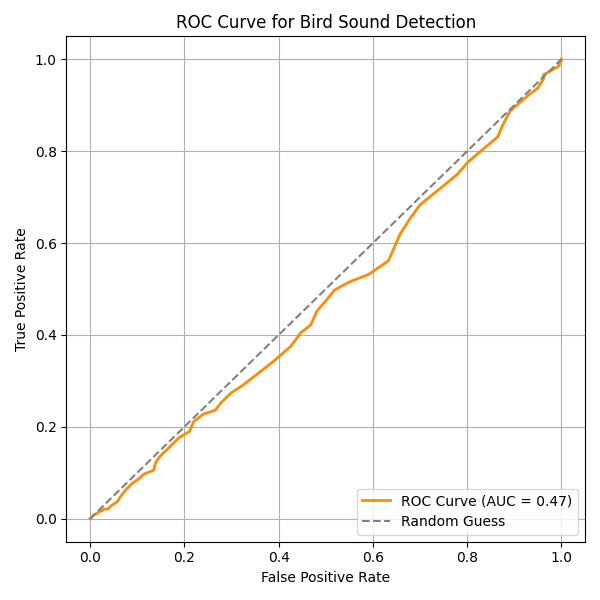 ROC Curve for Bird Sound Detection
True Positive Rate
1.0
0.8
0.6
0.4
0.2
0.0
ROC Curve (AUC = 0.47)
Random Guess
0.0 0.2 0.4 0.6 0.8 1.0
False Positive Rate